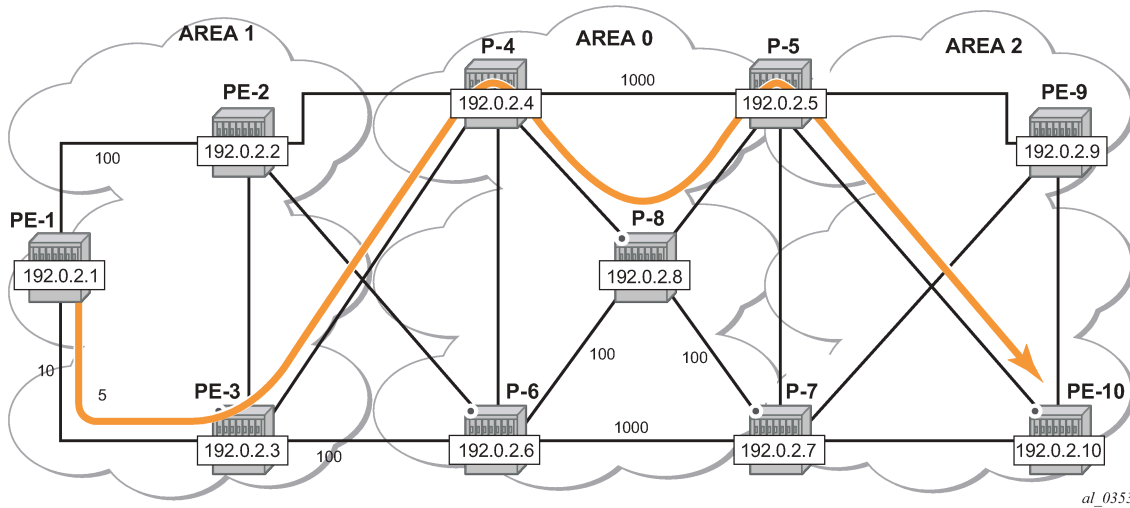 AREA 1
AREA 0
AREA 2
P-4
P-5
PE-2
PE-9
192.0.2.4
1000
192.0.2.5
192.0.2.2
192.0.2.9
100
PE-1
P-8
192.0.2.1
192.0.2.8
10
5
100
100
PE-3
P-6
P-7
PE-10
192.0.2.3
100
192.0.2.6
1000
192.0.2.7
192.0.2.10
al_0353